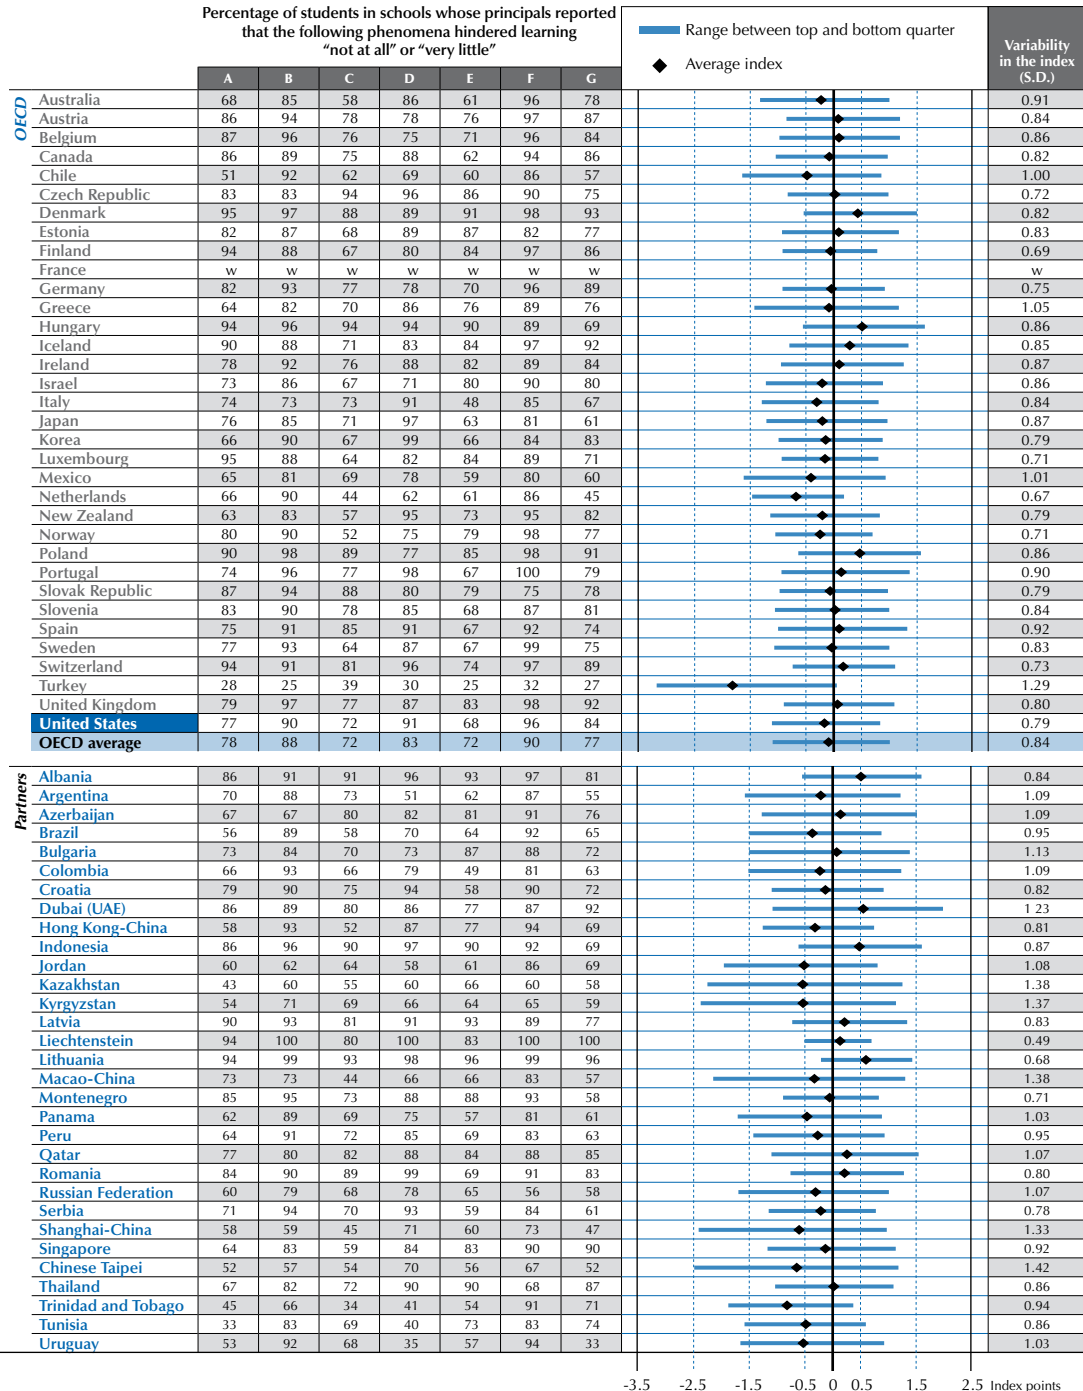 Percentage of students in schools whose principals reported
that the following phenomena hindered learning
“not at all” or “very little”
Range between top and bottom quarter
Average index
Variability
in the index
(S.D.)
A B C D E F G
OECD
Australia 68 85 58 86 61 96 78 0.91
Austria 86 94 78 78 76 97 87 0.84
Belgium 87 96 76 75 71 96 84 0.86
Canada 86 89 75 88 62 94 86 0.82
Chile 51 92 62 69 60 86 57 1.00
Czech Republic 83 83 94 96 86 90 75 0.72
Denmark 95 97 88 89 91 98 93 0.82
Estonia 82 87 68 89 87 82 77 0.83
Finland 94 88 67 80 84 97 86 0.69
France w w w w w w w w
Germany 82 93 77 78 70 96 89 0.75
Greece 64 82 70 86 76 89 76 1.05
Hungary 94 96 94 94 90 89 69 0.86
Iceland 90 88 71 83 84 97 92 0.85
Ireland 78 92 76 88 82 89 84 0.87
Israel 73 86 67 71 80 90 80 0.86
Italy 74 73 73 91 48 85 67 0.84
Japan 76 85 71 97 63 81 61 0.87
Korea 66 90 67 99 66 84 83 0.79
Luxembourg 95 88 64 82 84 89 71 0.71
Mexico 65 81 69 78 59 80 60 1.01
Netherlands 66 90 44 62 61 86 45 0.67
New Zealand 63 83 57 95 73 95 82 0.79
Norway 80 90 52 75 79 98 77 0.71
Poland 90 98 89 77 85 98 91 0.86
Portugal 74 96 77 98 67 100 79 0.90
Slovak Republic 87 94 88 80 79 75 78 0.79
Slovenia 83 90 78 85 68 87 81 0.84
Spain 75 91 85 91 67 92 74 0.92
Sweden 77 93 64 87 67 99 75 0.83
Switzerland 94 91 81 96 74 97 89 0.73
Turkey 28 25 39 30 25 32 27 1.29
United Kingdom 79 97 77 87 83 98 92 0.80
United States 77 90 72 91 68 96 84 0.79
OECD average 78 88 72 83 72 90 77 0.84
Partners
Albania 86 91 91 96 93 97 81 0.84
Argentina 70 88 73 51 62 87 55 1.09
Azerbaijan 67 67 80 82 81 91 76 1.09
Brazil 56 89 58 70 64 92 65 0.95
Bulgaria 73 84 70 73 87 88 72 1.13
Colombia 66 93 66 79 49 81 63 1.09
Croatia 79 90 75 94 58 90 72 0.82
Dubai (UAE) 86 89 80 86 77 87 92 1 23
Hong Kong-China 58 93 52 87 77 94 69 0.81
Indonesia 86 96 90 97 90 92 69 0.87
Jordan 60 62 64 58 61 86 69 1.08
Kazakhstan 43 60 55 60 66 60 58 1.38
Kyrgyzstan 54 71 69 66 64 65 59 1.37
Latvia 90 93 81 91 93 89 77 0.83
Liechtenstein 94 100 80 100 83 100 100 0.49
Lithuania 94 99 93 98 96 99 96 0.68
Macao-China 73 73 44 66 66 83 57 1.38
Montenegro 85 95 73 88 88 93 58 0.71
Panama 62 89 69 75 57 81 61 1.03
Peru 64 91 72 85 69 83 63 0.95
Qatar 77 80 82 88 84 88 85 1.07
Romania 84 90 89 99 69 91 83 0.80
Russian Federation 60 79 68 78 65 56 58 1.07
Serbia 71 94 70 93 59 84 61 0.78
Shanghai-China 58 59 45 71 60 73 47 1.33
Singapore 64 83 59 84 83 90 90 0.92
Chinese Taipei 52 57 54 70 56 67 52 1.42
Thailand 67 82 72 90 90 68 87 0.86
Trinidad and Tobago 45 66 34 41 54 91 71 0.94
Tunisia 33 83 69 40 73 83 74 0.86
Uruguay 53 92 68 35 57 94 33 1.03
-3.5 -2.5 -1.5 -0.5 0 0.5 1.5 2.5 Index points